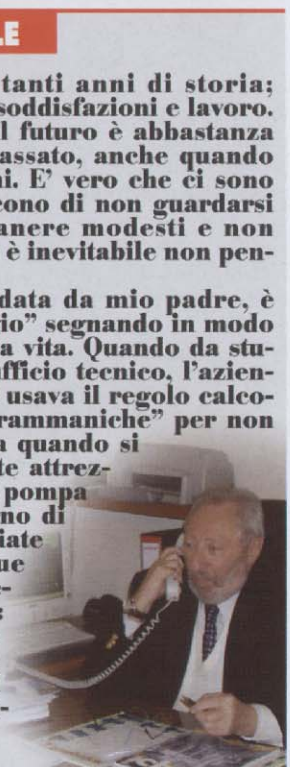 LE
tanti anni di storia;
soddisfazioni e lavoro.
l futuro è abbastanza
assato, anche quando
ni. E' vero che ci sono
cono di non guardarsi
anere modesti e non
è inevitabile non pen-
data da mio padre, è
rio" segnando in modo
a vita. Quando da stu-
fficio tecnico, l'azien-
usava il regolo calco-
rammaniche" per non
a quando si
te attrez-
pompa
no di
iate
ue